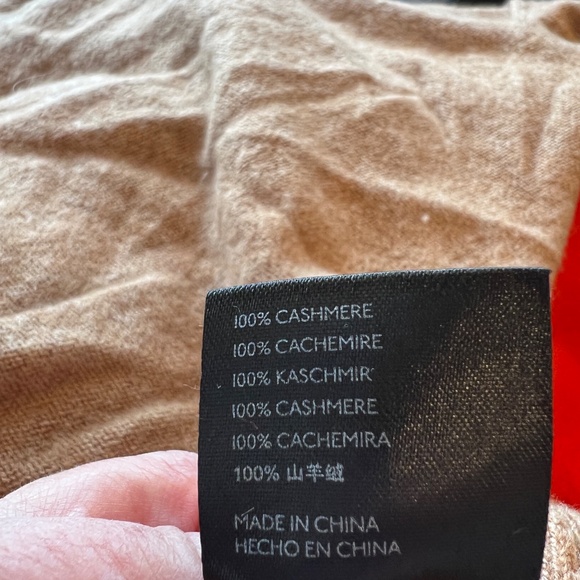 100% CASHMERE
100% CACHEMIRE
100% KASCHMIR
100% CASHMERE
100% CACHEMIRA
100% 山羊绒
MADE IN CHINA
HECHO EN CHINA